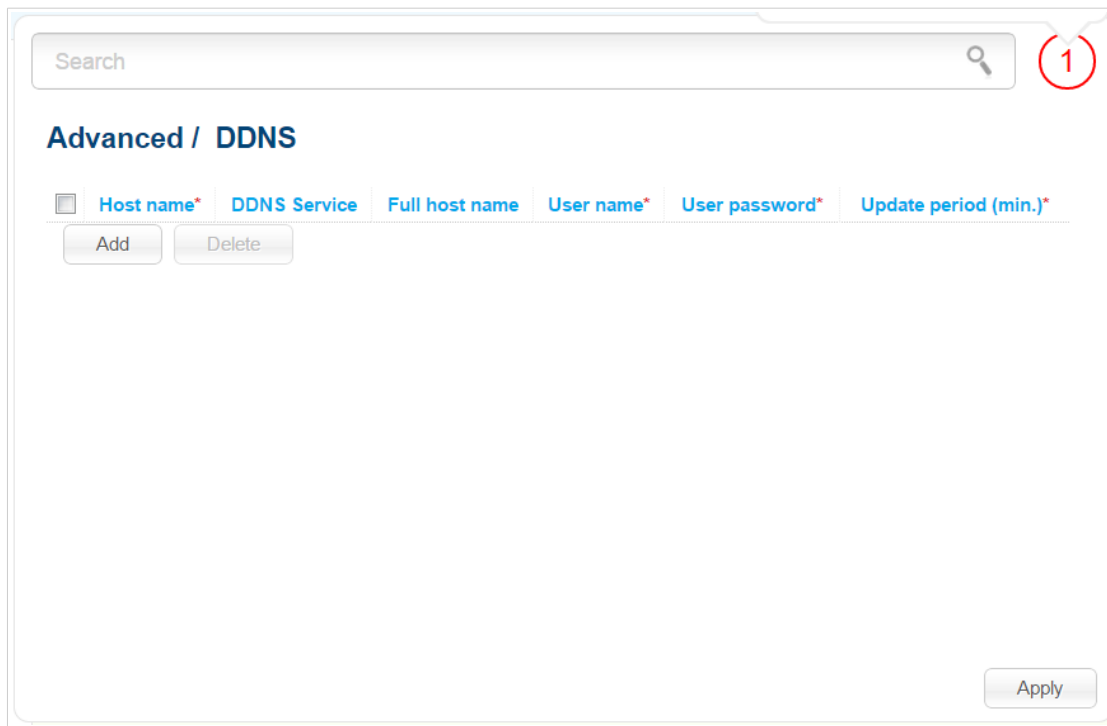 Search
1
Advanced / DDNS
Host name* DDNS Service Full host name User name* User password* Update period (min.)*
Add Delete
Apply